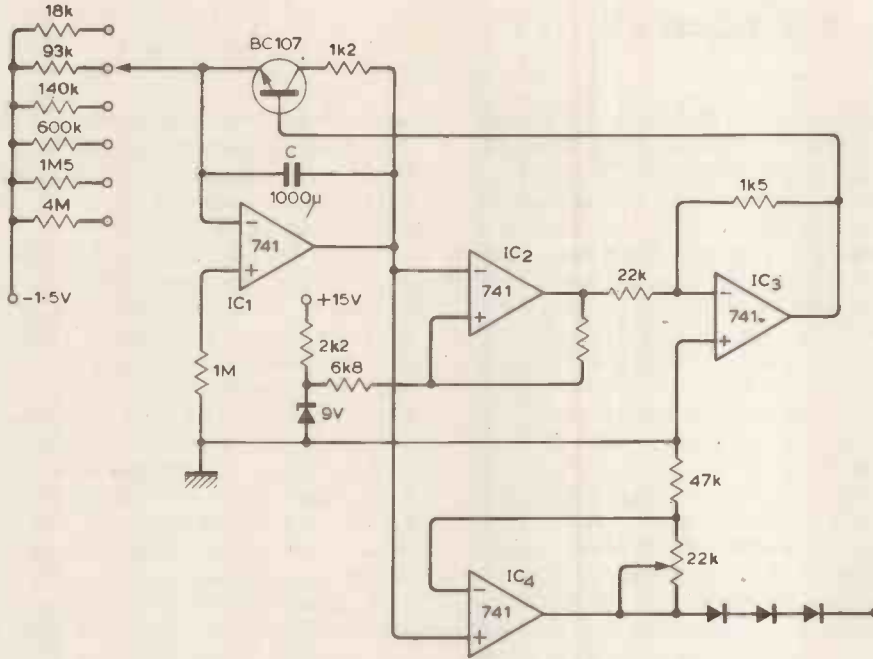 18k
93k
140k
600k
1M5
4M
-1·5V
BC107
1k2
C
1000μ
741
IC1
1M
+15V
2k2
6k8
9V
IC2
741
22k
1k5
IC3
741
47k
22k
IC4
741